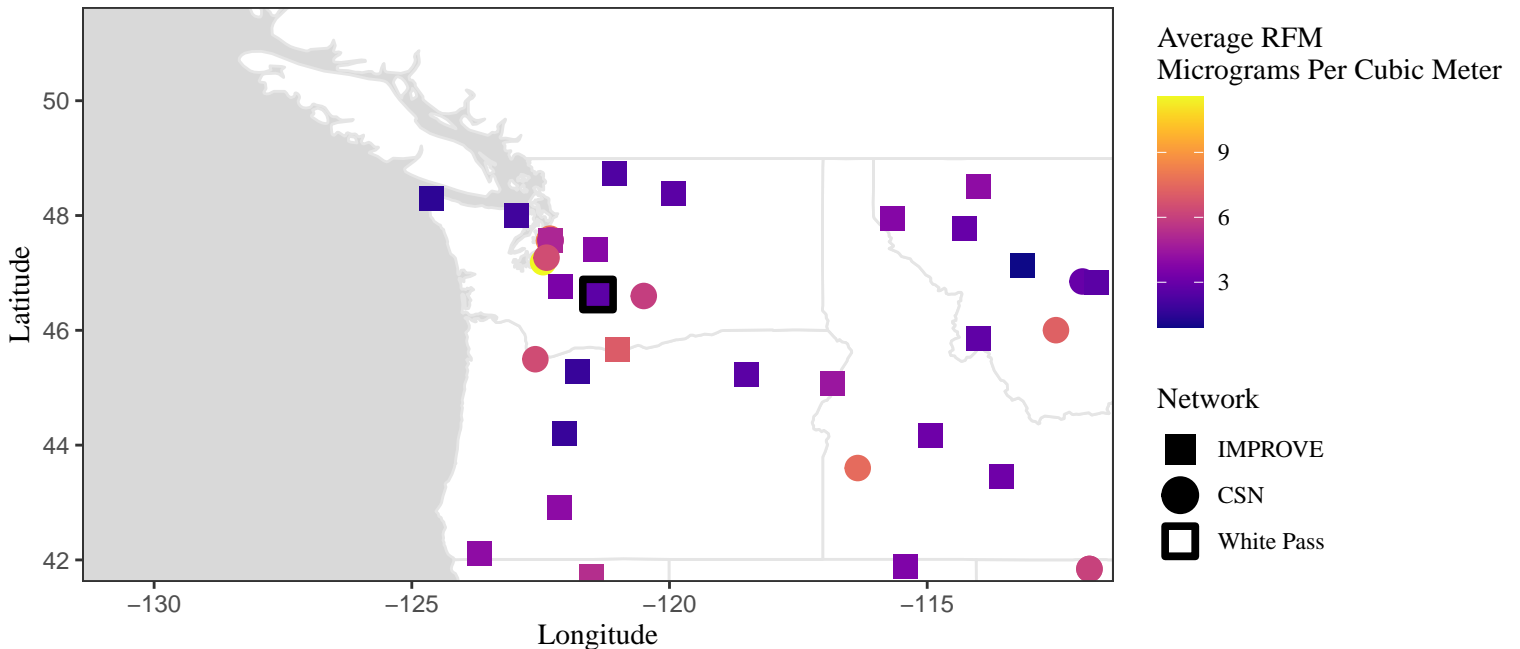 Average RFM
Micrograms Per Cubic Meter
9
6
3
Network
IMPROVE
CSN
White Pass
Latitude
50
48
46
44
42
−130
−125
−120
−115
Longitude